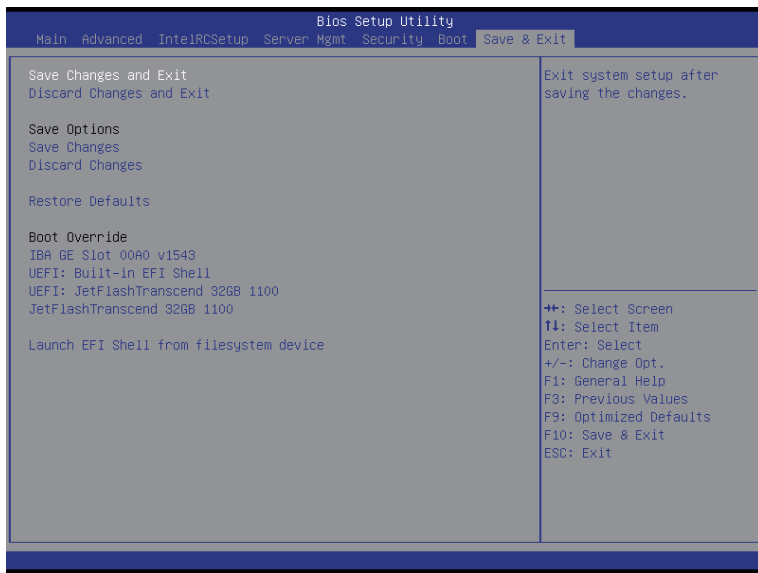 Bios Setup Utility
Main Advanced IntelRCSetup Server Mgmt Security Boot Save & Exit
Save Changes and Exit
Discard Changes and Exit
Save Options
Save Changes
Discard Changes
Restore Defaults
Boot Override
IBA GE Slot 00A0 v1543
UEFI: Built-in EFI Shell
UEFI: JetFlashTranscend 32GB 1100
JetFlashTranscend 32GB 1100
Launch EFI Shell from filesystem device
Exit system setup after
saving the changes.
→←: Select Screen
↑↓: Select Item
Enter: Select
+/-: Change Opt.
F1: General Help
F3: Previous Values
F9: Optimized Defaults
F10: Save & Exit
ESC: Exit